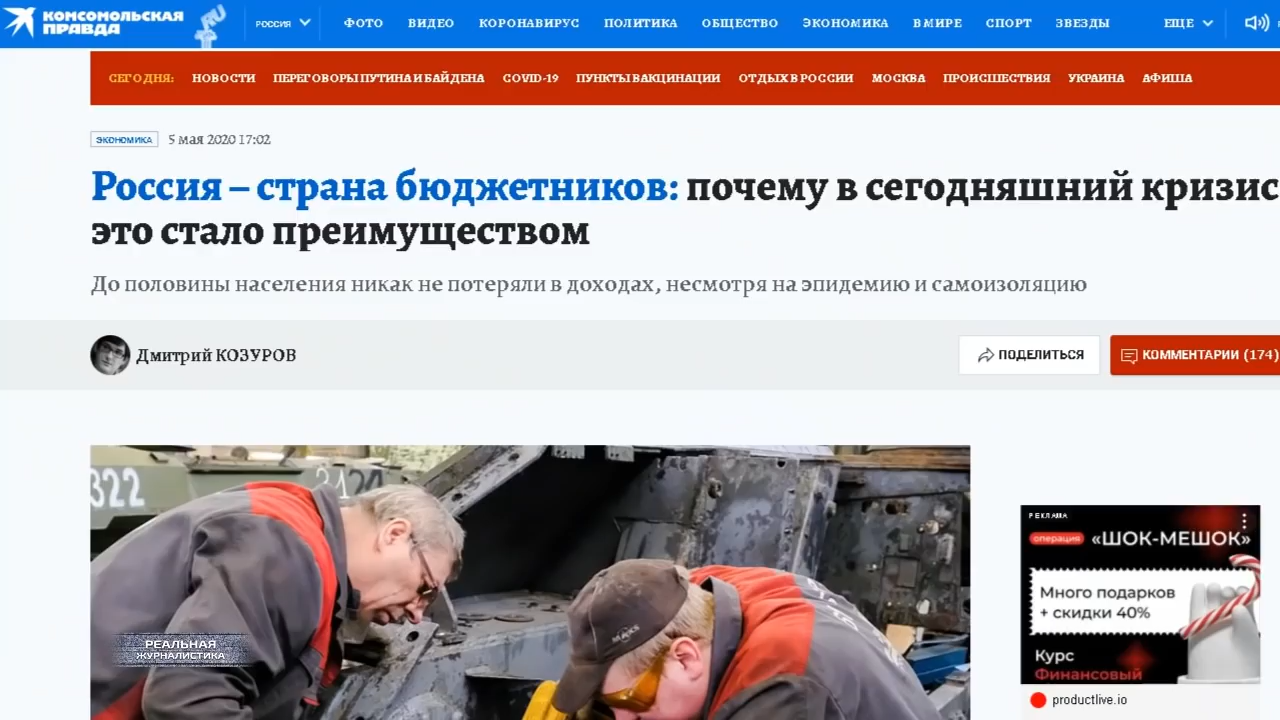 КОМСОМОЛЬСКАЯ
ПРАВДА
.RU
РОССИЯ
ФОТО ВИДЕО КОРОНАВИРУС ПОЛИТИКА ОБЩЕСТВО ЭКОНОМИКА В МИРЕ СПОРТ ЗВЕЗДЫ ЕЩЕ
СЕГОДНЯ: НОВОСТИ ПЕРЕГОВОРЫ ПУТИНА И БАЙДЕНА COVID-19 ПУНКТЫ ВАКЦИНАЦИИ ОТДЫХ В РОССИИ МОСКВА ПРОИСШЕСТВИЯ УКРАИНА АФИША
ЭКОНОМИКА 5 мая 2020 17:02
Россия – страна бюджетников: почему в сегодняшний кризис
это стало преимуществом
До половины населения никак не потеряли в доходах, несмотря на эпидемию и самоизоляцию
Дмитрий КОЗУРОВ
ПОДЕЛИТЬСЯ
КОММЕНТАРИИ (174)
322
РЕАЛЬНАЯ
ЖУРНАЛИСТИКА
РЕКЛАМА
операция «ШОК-МЕШОК»
Много подарков
+ скидки 40%
Курс
Финансовый
productlive.io